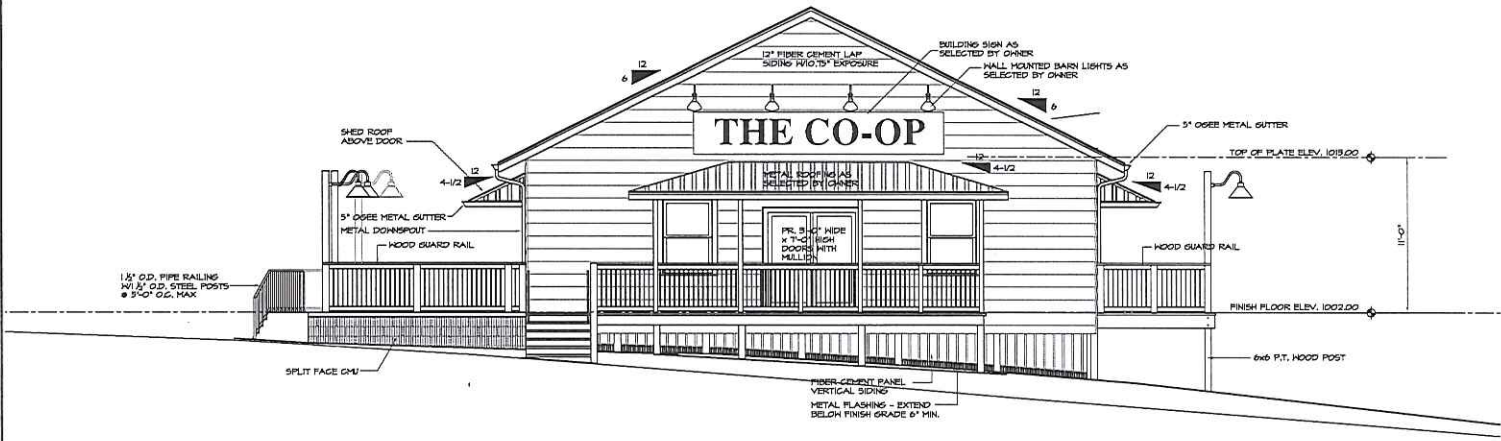 12" FIBER CEMENT LAP
SIDING W/10.75" EXPOSURE
BUILDING SIGN AS
SELECTED BY OWNER
WALL MOUNTED BARN LIGHTS AS
SELECTED BY OWNER
12
6
12
6
THE CO-OP
5" OGEE METAL GUTTER
SHED ROOF
ABOVE DOOR
TOP OF PLATE ELEV. 1013.00
12
4-1/2
METAL ROOFING AS
SELECTED BY OWNER
12
4-1/2
12
4-1/2
5" OGEE METAL GUTTER
METAL DOWNSPOUT
WOOD GUARD RAIL
PR. 3'-0" WIDE
x 7'-0" HIGH
DOORS WITH
MULLION
WOOD GUARD RAIL
11'-0"
1 1/2" O.D. PIPE RAILING
W/1 1/2" O.D. STEEL POSTS
@ 5'-0" O.C. MAX
FINISH FLOOR ELEV. 1002.00
SPLIT FACE CMU
6x6 P.T. WOOD POST
FIBER CEMENT PANEL
VERTICAL SIDING
METAL FLASHING - EXTEND
BELOW FINISH GRADE 6" MIN.